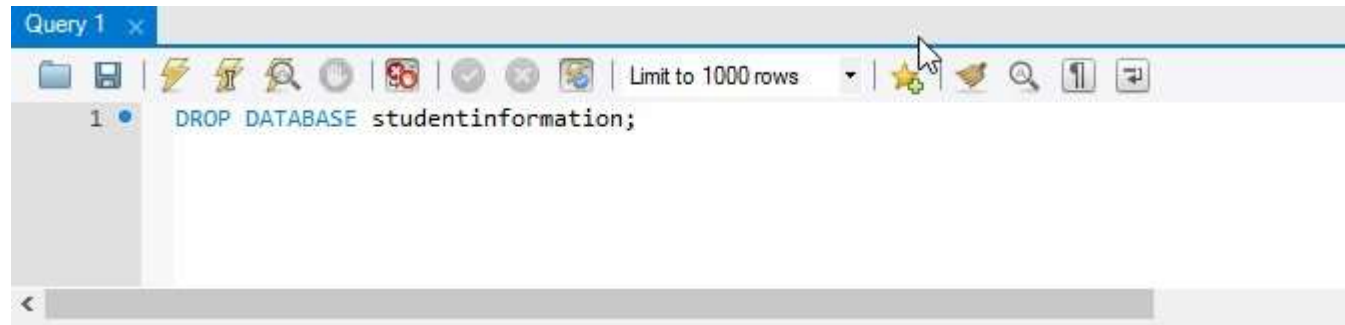 Query 1
Limit to 1000 rows
1 DROP DATABASE studentinformation;